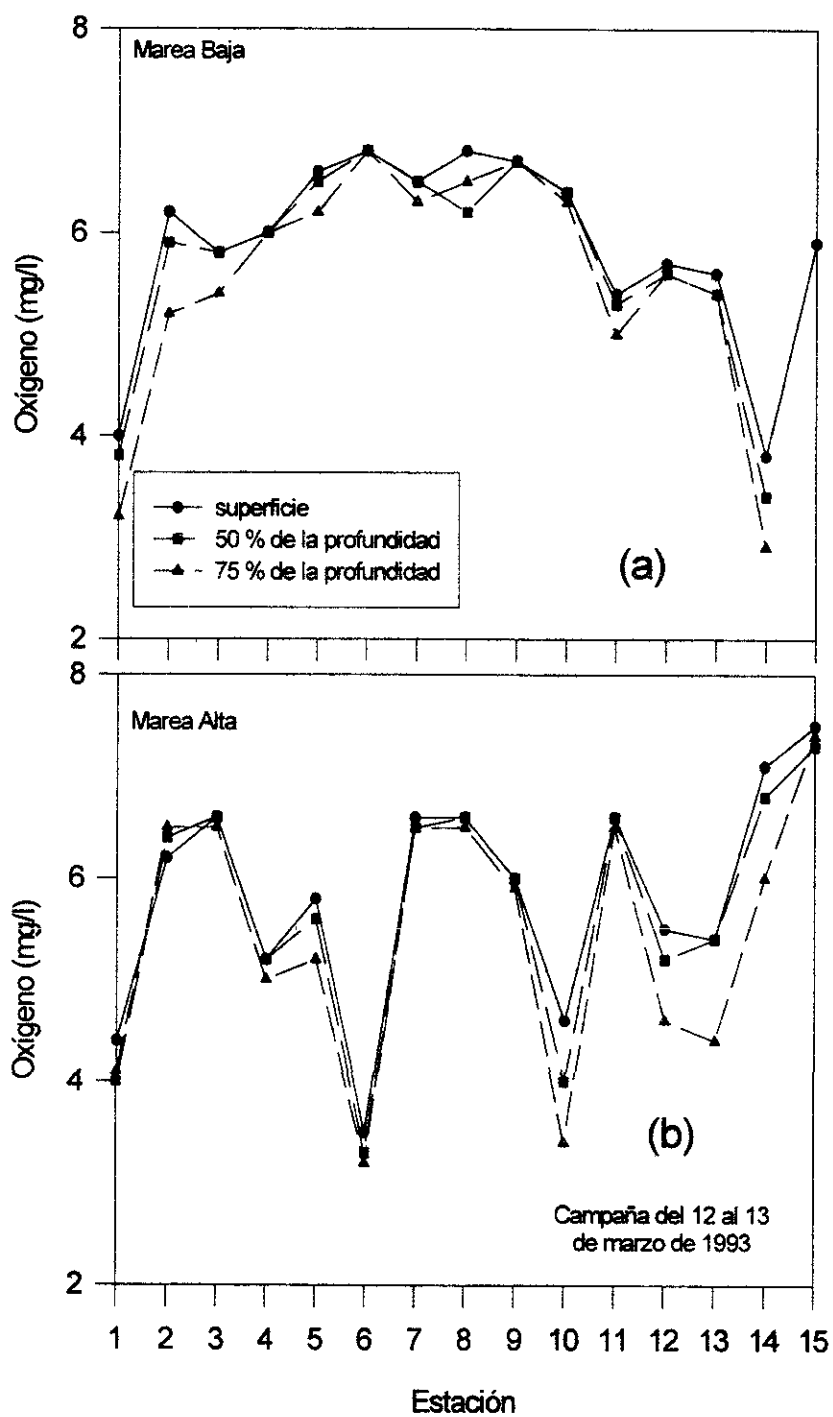 8
Marea Baja
6
Oxígeno (mg/l)
4
superficie
50 % de la profundidad
75 % de la profundidad
(a)
2
8
Marea Alta
6
Oxígeno (mg/l)
4
(b)
Campaña del 12 al 13
de marzo de 1993
2
1 2 3 4 5 6 7 8 9 10 11 12 13 14 15
Estación